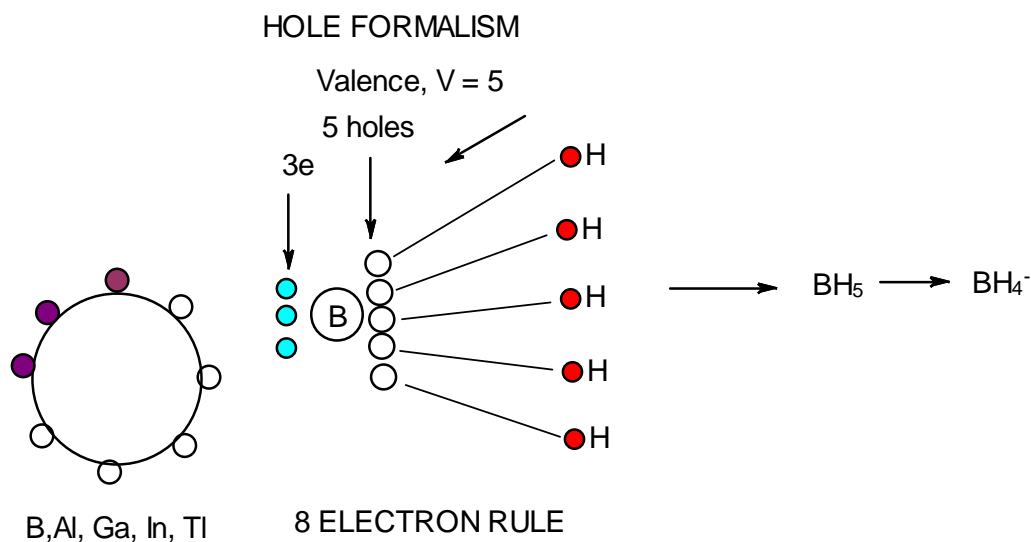 HOLE FORMALISM
Valence, V = 5
5 holes
3e
H
H
H
H
H
B
BH₅
BH₄⁻
B,Al, Ga, In, Tl
8 ELECTRON RULE